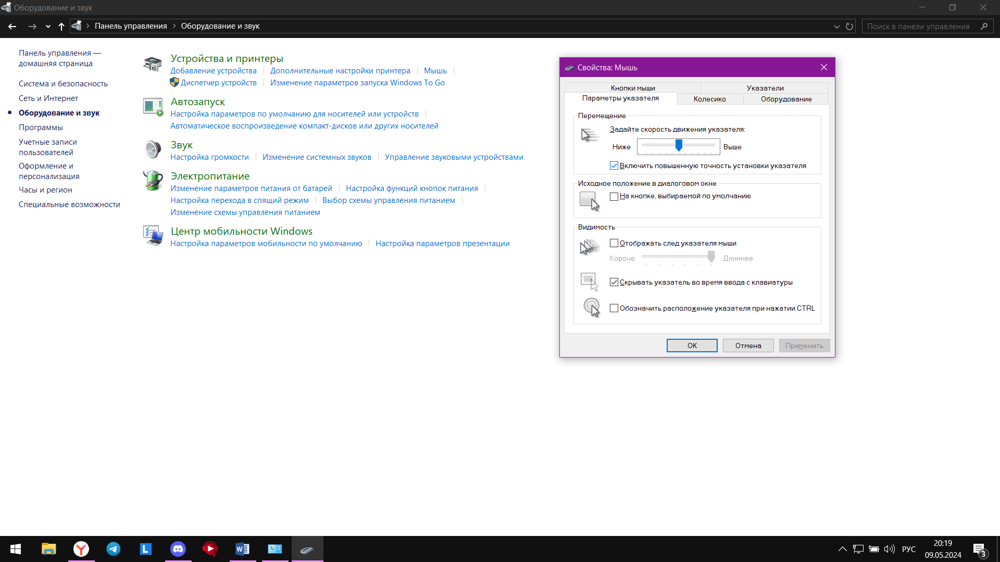 Оборудование и звук
Панель управления
Оборудование и звук
Поиск в панели управления
Панель управления —
домашняя страница
Система и безопасность
Сеть и Интернет
Оборудование и звук
Программы
Учетные записи
пользователей
Оформление и
персонализация
Часы и регион
Специальные возможности
Устройства и принтеры
Добавление устройства
Дополнительные настройки принтера
Мышь
Диспетчер устройств
Изменение параметров запуска Windows To Go
Автозапуск
Настройка параметров по умолчанию для носителей или устройств
Автоматическое воспроизведение компакт-дисков или других носителей
Звук
Настройка громкости
Изменение системных звуков
Управление звуковыми устройствами
Электропитание
Изменение параметров питания от батарей
Настройка функций кнопок питания
Настройка перехода в спящий режим
Выбор схемы управления питанием
Изменение схемы управления питанием
Центр мобильности Windows
Настройка параметров мобильности по умолчанию
Настройка параметров презентации
Свойства: Мышь
Кнопки мыши
Указатели
Параметры указателя
Колесико
Оборудование
Перемещение
Задайте скорость движения указателя:
Ниже
Выше
Включить повышенную точность установки указателя
Исходное положение в диалоговом окне
На кнопке, выбираемой по умолчанию
Видимость
Отображать след указателя мыши
Короче
Длиннее
Скрывать указатель во время ввода с клавиатуры
Обозначить расположение указателя при нажатии CTRL
ОК
Отмена
Применить
L
РУС
20:19
09.05.2024
3